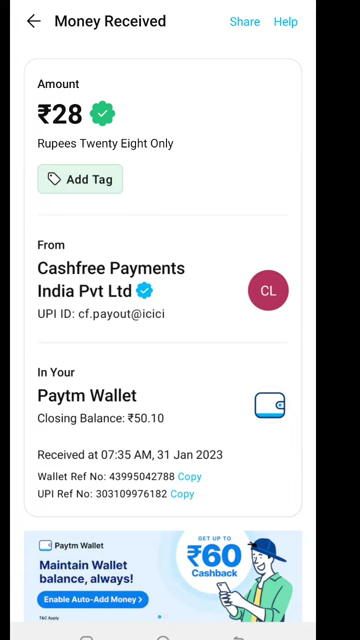 Money Received
Share
Help
Amount
₹28
Rupees Twenty Eight Only
Add Tag
From
Cashfree Payments
India Pvt Ltd
CL
UPI ID: cf.payout@icici
In Your
Paytm Wallet
Closing Balance: ₹50.10
Received at 07:35 AM, 31 Jan 2023
Wallet Ref No: 43995042788 Copy
UPI Ref No: 303109976182 Copy
Paytm Wallet
Maintain Wallet
balance, always!
Enable Auto-Add Money >
T&C Apply
GET UP TO
₹60
Cashback